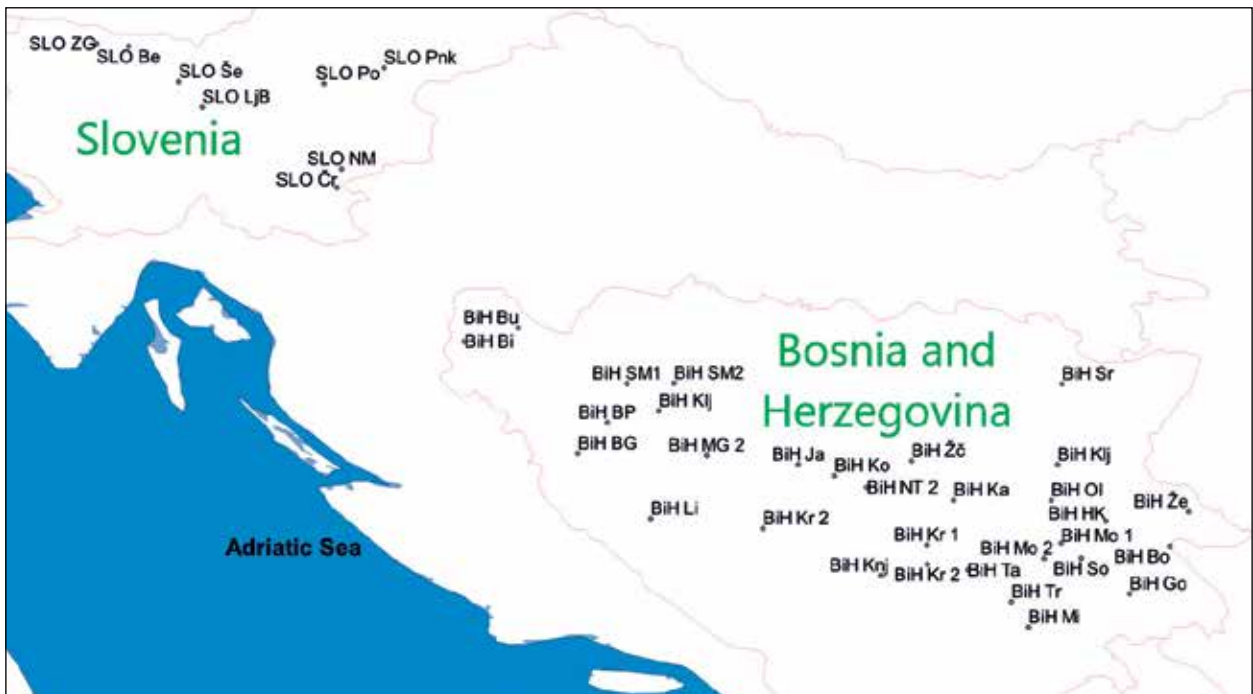 SLO ZG
SLO Be
SLO Še
SLO LjB
SLO Po
SLO Pnk
Slovenia
SLO NM
SLO Čr
BiH Bu
BiH Bi
Bosnia and
Herzegovina
BiH SM1
BiH SM2
BiH Sr
BiH Klj
BiH BP
BiH BG
BiH MG 2
BiH Ja
BiH Ko
BiH Žč
BiH Klj
BiH NT 2
BiH Ka
BiH Ol
BiH Že
BiH HK
BiH Li
BiH Kr 2
Adriatic Sea
BiH Kr 1
BiH Mo 1
BiH Mo 2
BiH Bo
BiH Knj
BiH Kr 2
BiH Ta
BiH So
BiH Go
BiH Tr
BiH Mi